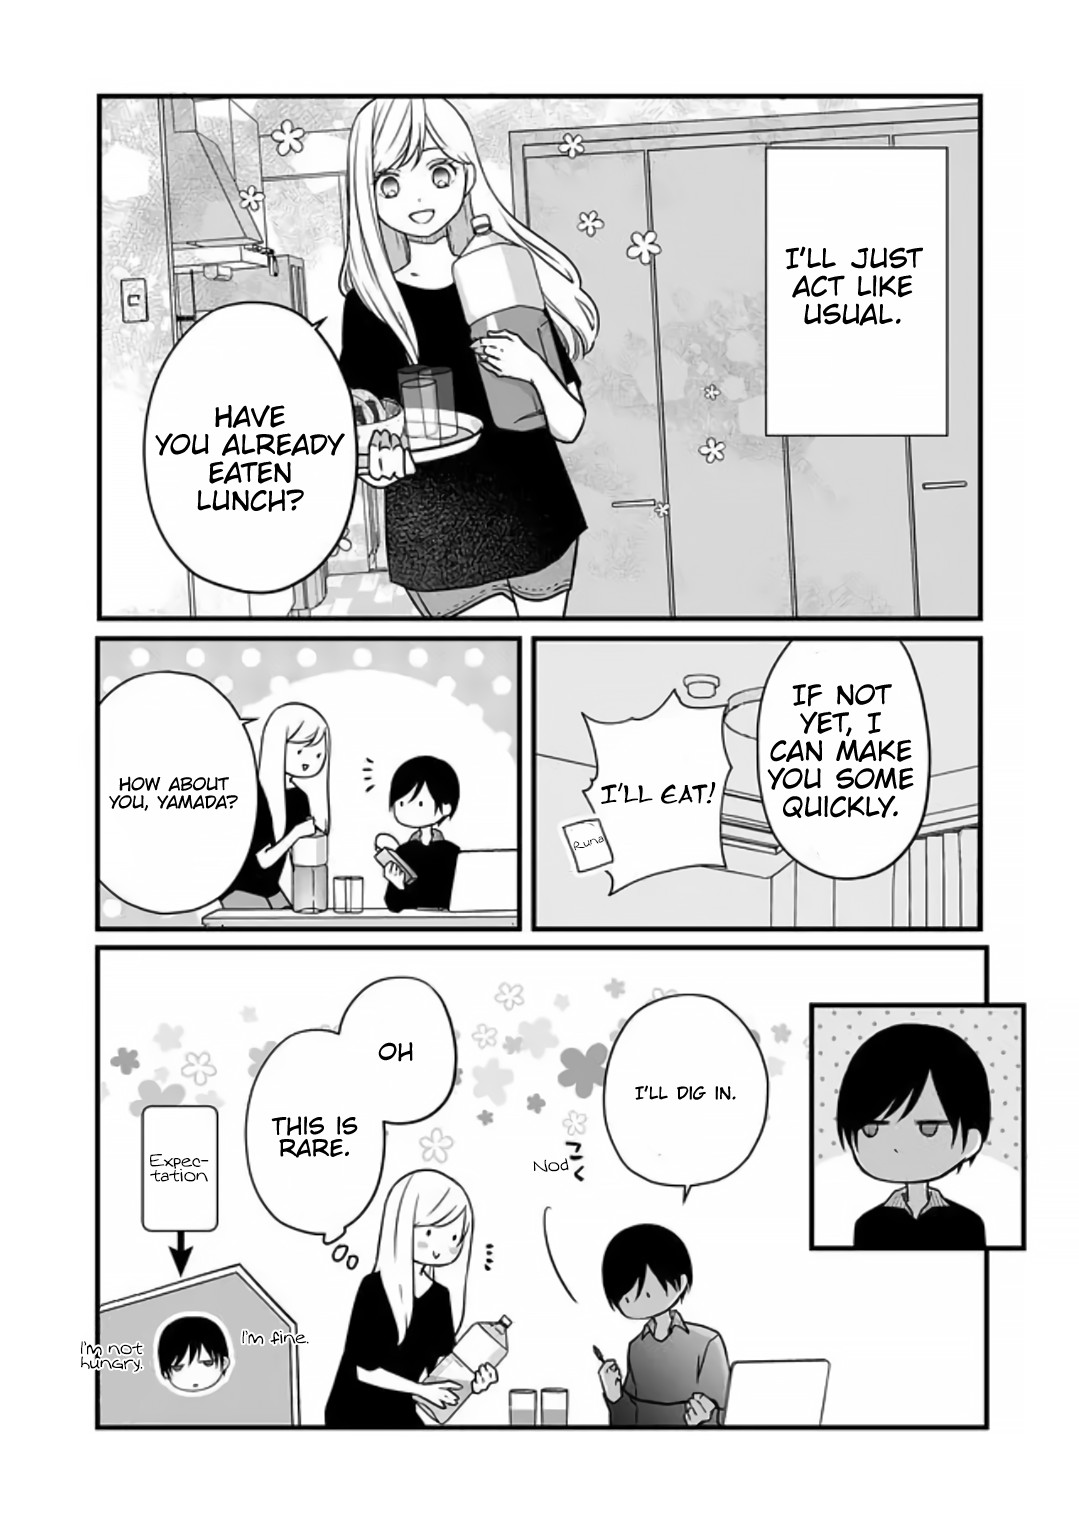 I'LL JUST
ACT LIKE
USUAL.
HAVE
YOU ALREADY
EATEN
LUNCH?
IF NOT
YET, I
CAN MAKE
YOU SOME
QUICKLY.
I'LL EAT!
Runa
HOW ABOUT
YOU, YAMADA?
I'LL DIG IN.
Nod
こく
OH
THIS IS
RARE.
Expec-
tation
I'm fine.
I'm not
hungry.